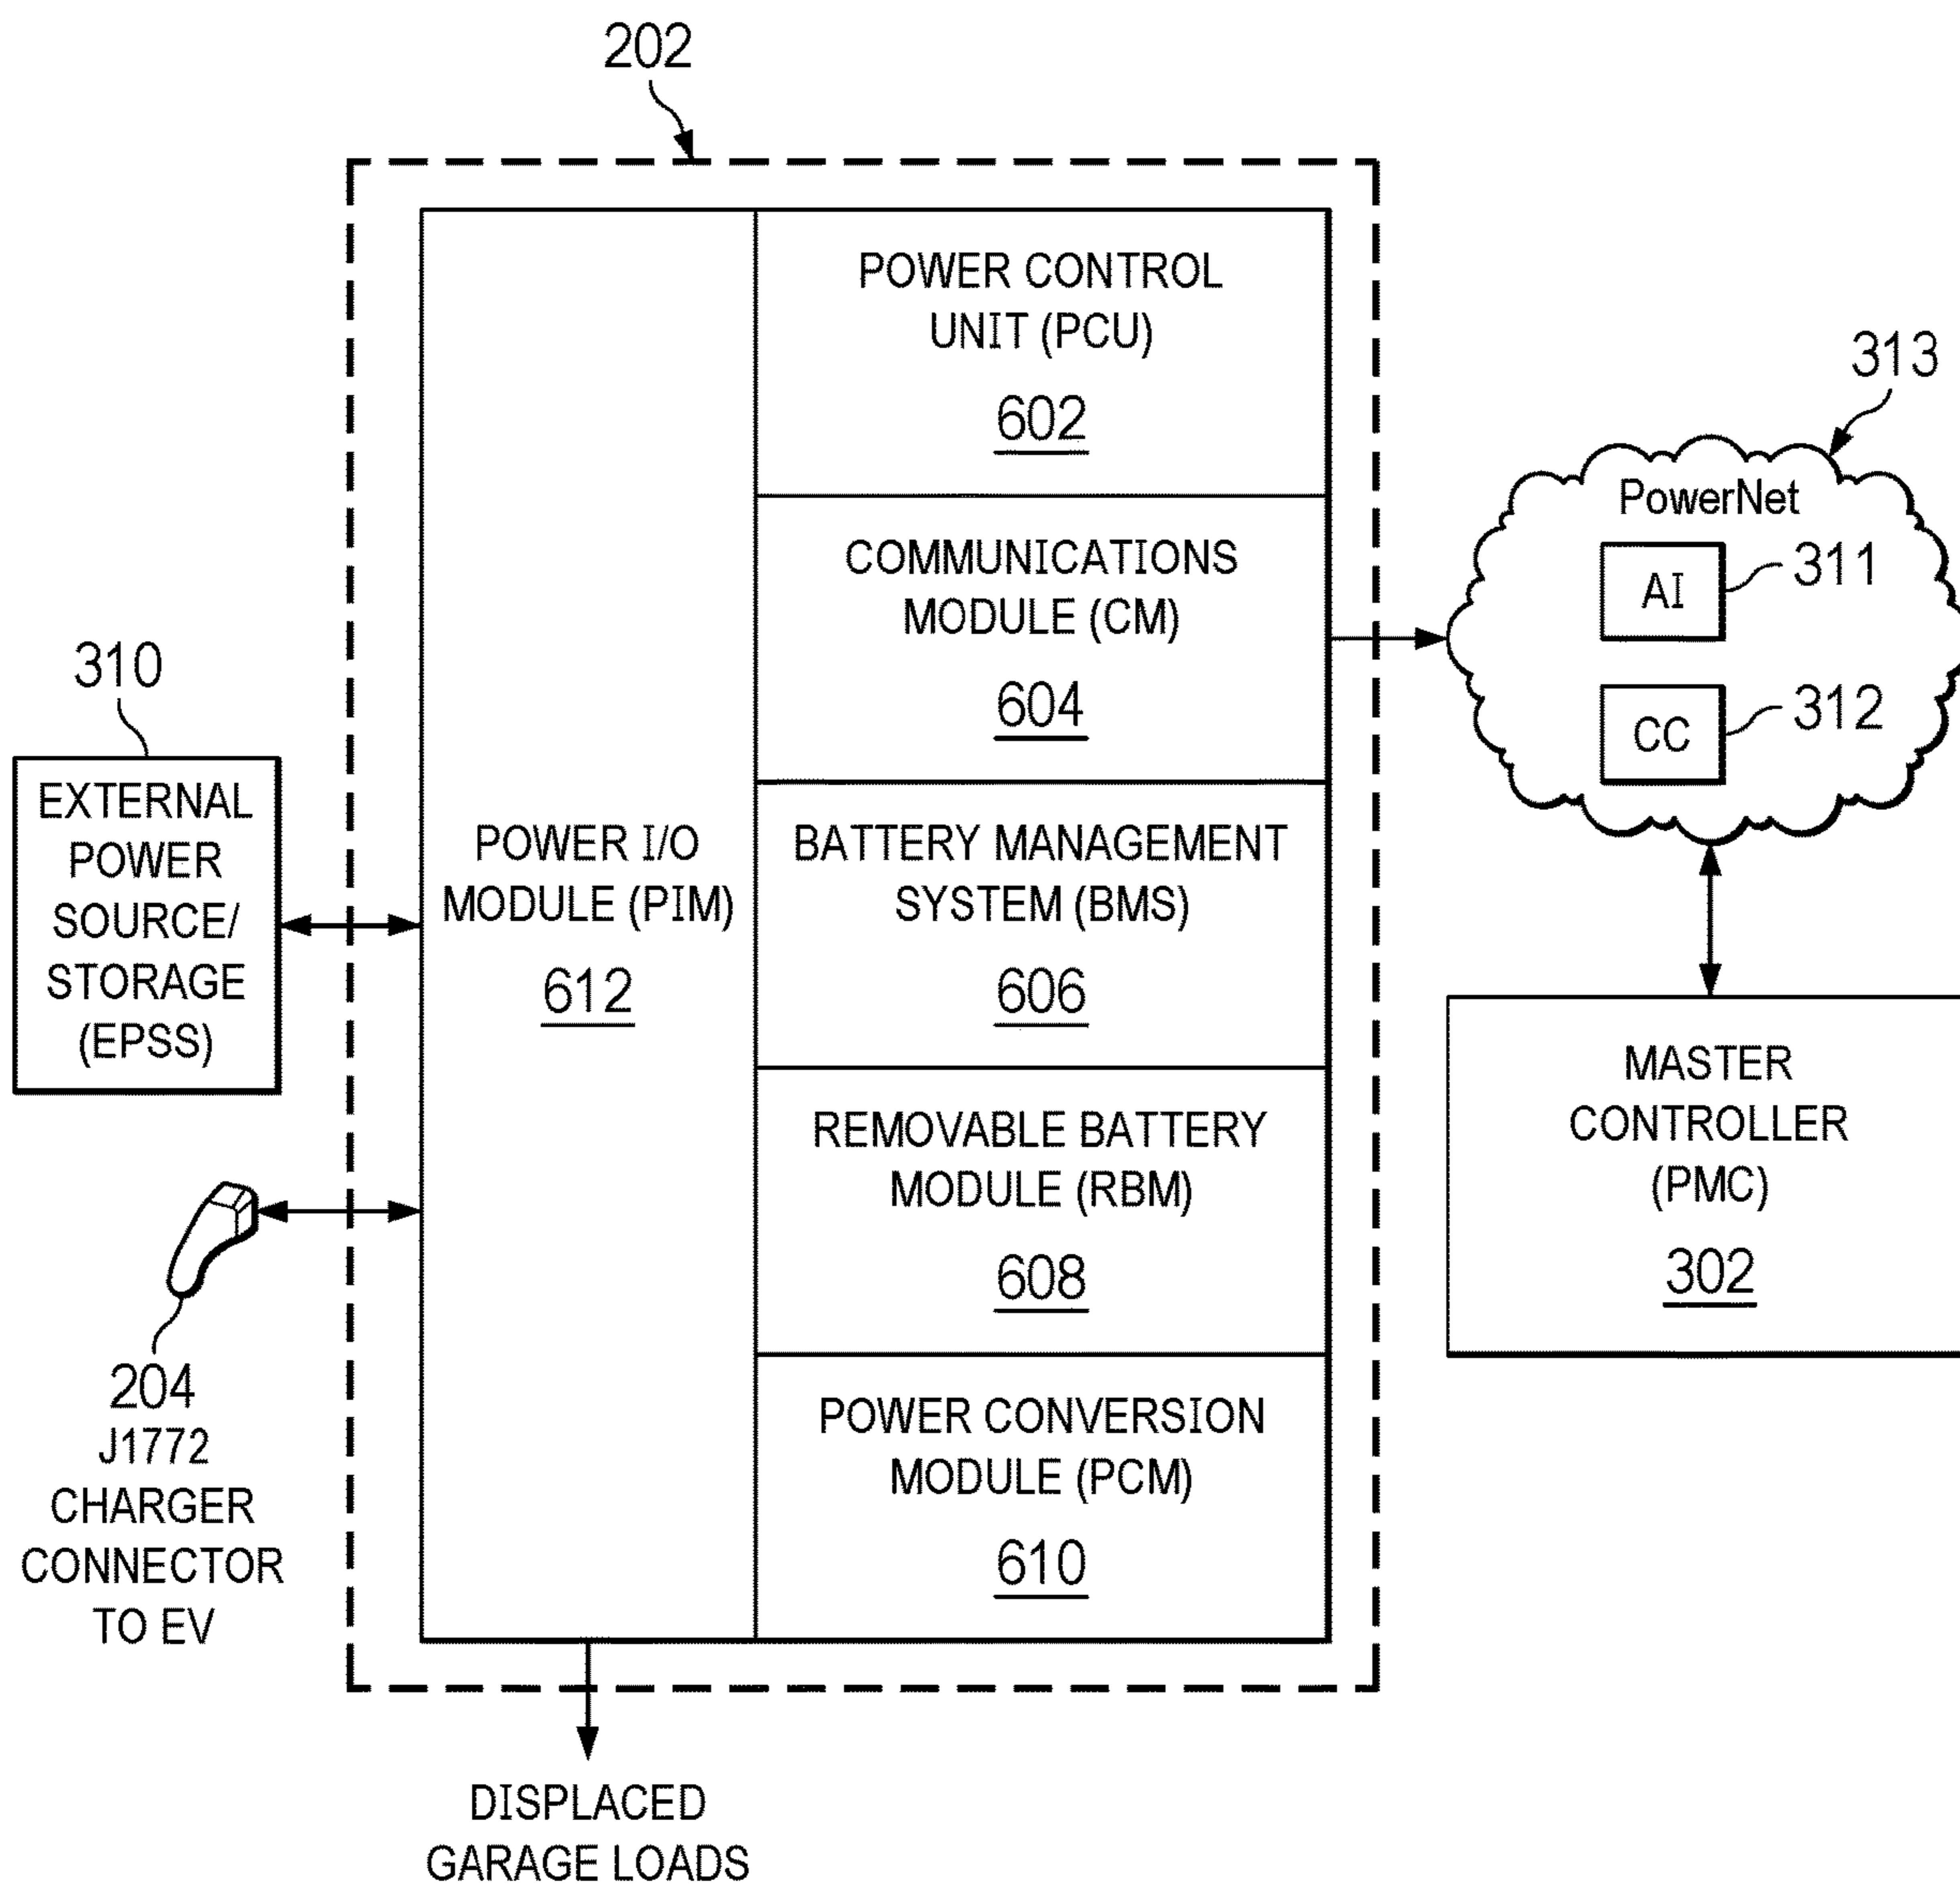 202
POWER CONTROL
UNIT (PCU)
602
COMMUNICATIONS
MODULE (CM)
604
BATTERY MANAGEMENT
SYSTEM (BMS)
606
REMOVABLE BATTERY
MODULE (RBM)
608
POWER CONVERSION
MODULE (PCM)
610
POWER I/O
MODULE (PIM)
612
310
EXTERNAL
POWER
SOURCE/
STORAGE
(EPSS)
204
J1772
CHARGER
CONNECTOR
TO EV
DISPLACED
GARAGE LOADS
313
PowerNet
AI
311
CC
312
MASTER
CONTROLLER
(PMC)
302